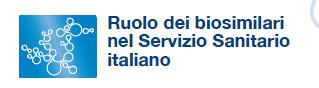 Ruolo dei biosimilari
nel Servizio Sanitario
italiano